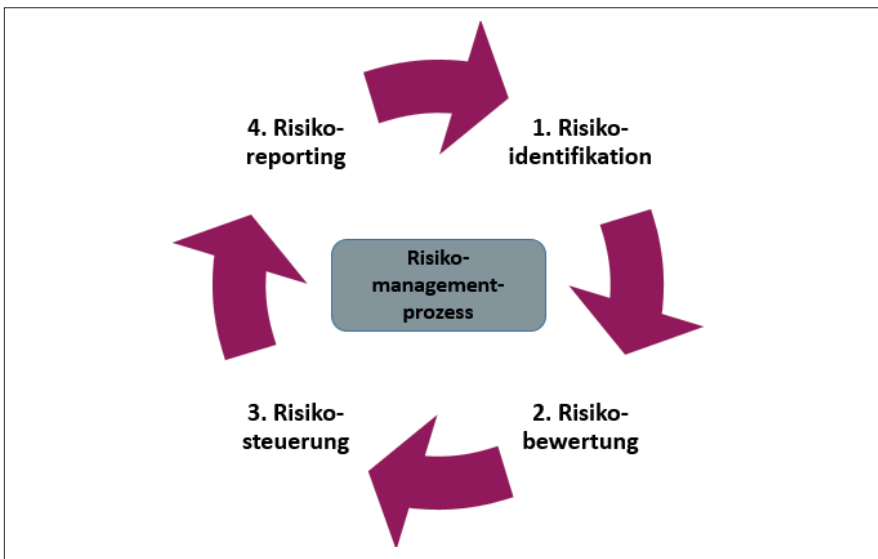 4. Risiko-
reporting
1. Risiko-
identifikation
Risiko-
management-
prozess
3. Risiko-
steuerung
2. Risiko-
bewertung